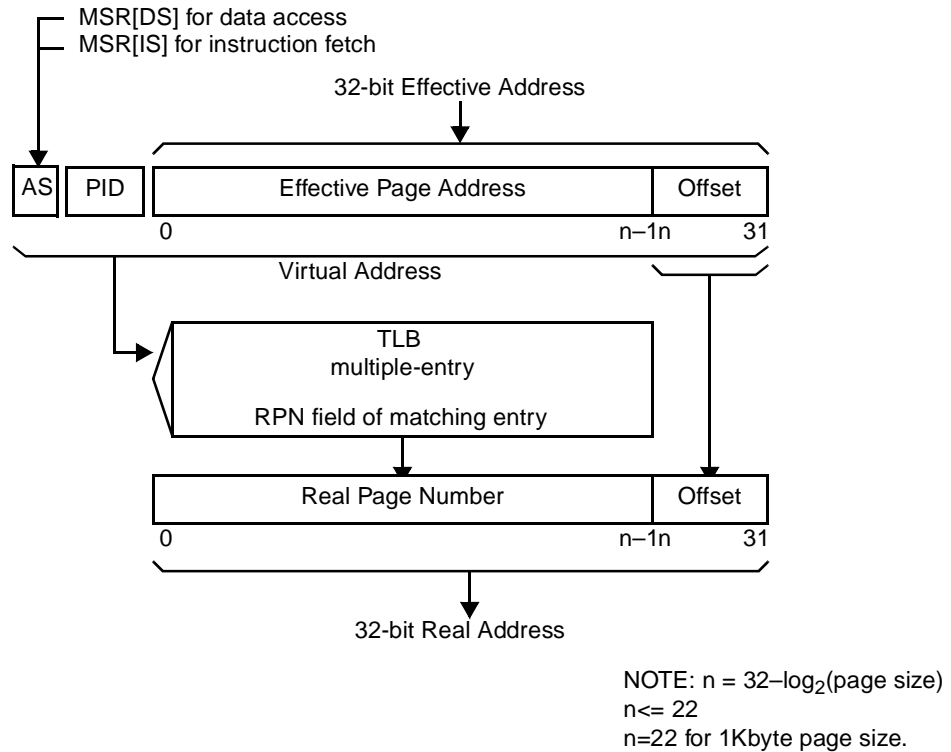 MSR[DS] for data access
MSR[IS] for instruction fetch
32-bit Effective Address
AS PID Effective Page Address Offset
0 n–1n 31
Virtual Address
TLB
multiple-entry
RPN field of matching entry
Real Page Number Offset
0 n–1n 31
32-bit Real Address
NOTE: n = 32–log2(page size)
n<= 22
n=22 for 1Kbyte page size.